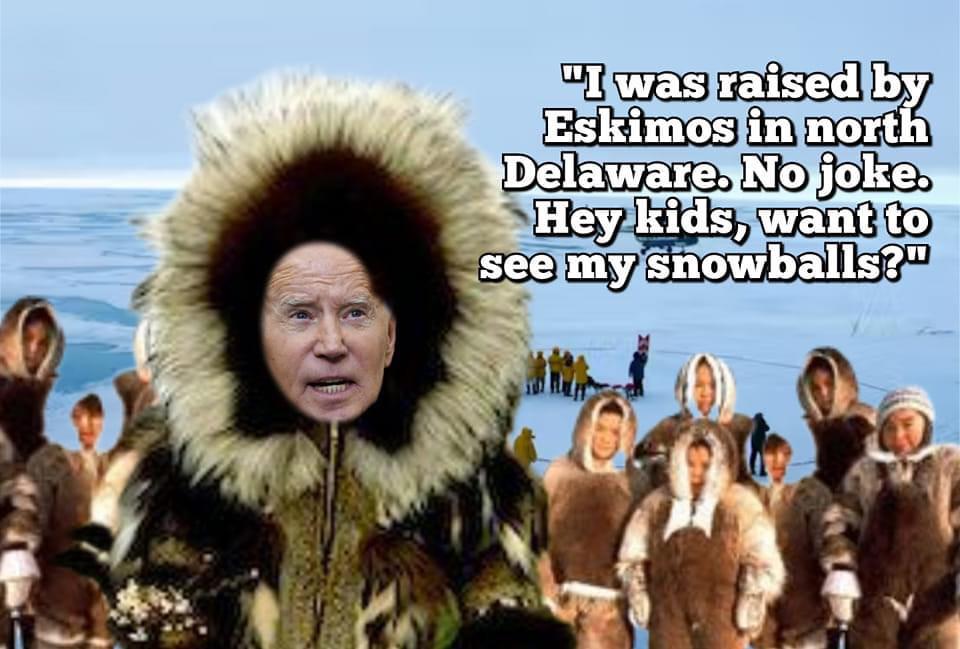 "I was raised by
Eskimos in north
Delaware. No joke.
Hey kids, want to
see my snowballs?"